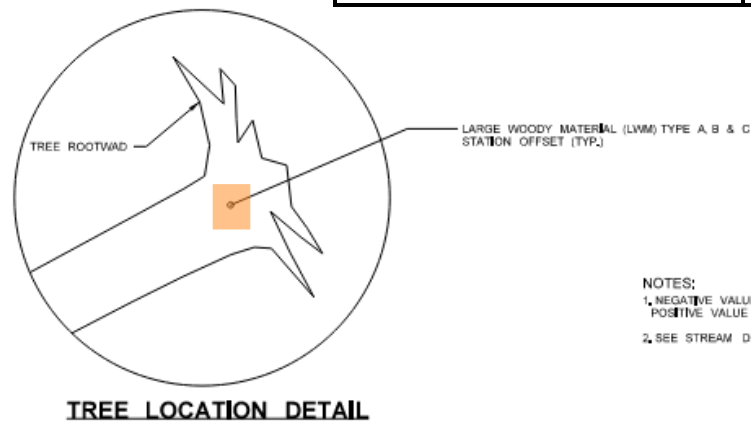 TREE ROOTWAD
LARGE WOODY MATERIAL (LWM) TYPE A, B & C
STATION OFFSET (TYP.)
NOTES:
1. NEGATIVE
POSITIVE VALUE
2. SEE STREAM
TREE LOCATION DETAIL